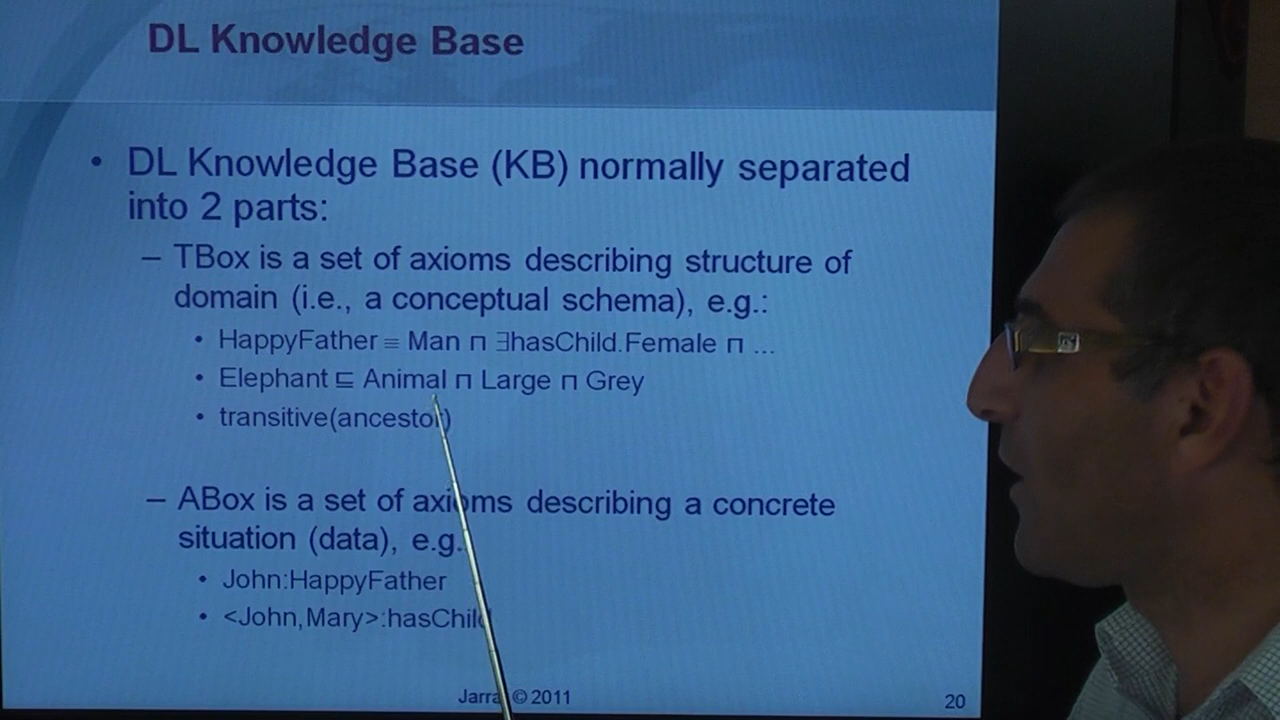 DL Knowledge Base
• DL Knowledge Base (KB) normally separated
into 2 parts:
– TBox is a set of axioms describing structure of
domain (i.e., a conceptual schema), e.g.:
• HappyFather ≡ Man ⊓ ∃hasChild.Female ⊓ ...
• Elephant ⊑ Animal ⊓ Large ⊓ Grey
• transitive(ancestor)
– ABox is a set of axioms describing a concrete
situation (data), e.g.
• John:HappyFather
• <John,Mary>:hasChild
© 2011
20